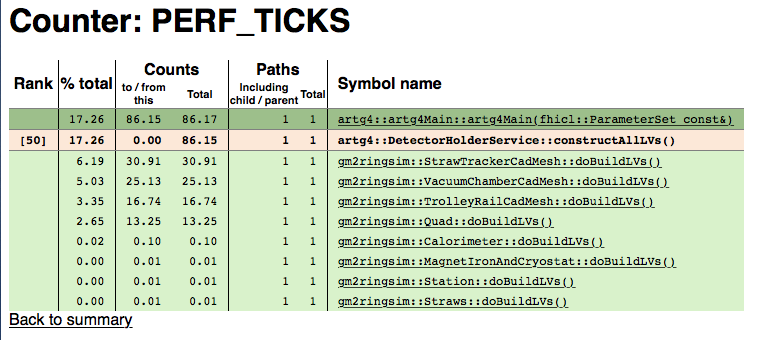 Counter: PERF_TICKS
Rank % total Counts Paths Symbol name
to / from this Total Including child / parent Total
17.26 86.15 86.17 1 1 artg4::artg4Main::artg4Main(fhicl::ParameterSet const&)
[50] 17.26 0.00 86.15 1 1 artg4::DetectorHolderService::constructAllLVs()
6.19 30.91 30.91 1 1 gm2ringsim::StrawTrackerCadMesh::doBuildLVs()
5.03 25.13 25.13 1 1 gm2ringsim::VacuumChamberCadMesh::doBuildLVs()
3.35 16.74 16.74 1 1 gm2ringsim::TrolleyRailCadMesh::doBuildLVs()
2.65 13.25 13.25 1 1 gm2ringsim::Quad::doBuildLVs()
0.02 0.10 0.10 1 1 gm2ringsim::Calorimeter::doBuildLVs()
0.00 0.01 0.01 1 1 gm2ringsim::MagnetIronAndCryostat::doBuildLVs()
0.00 0.01 0.01 1 1 gm2ringsim::Station::doBuildLVs()
0.00 0.01 0.01 1 1 gm2ringsim::Straws::doBuildLVs()
Back to summary